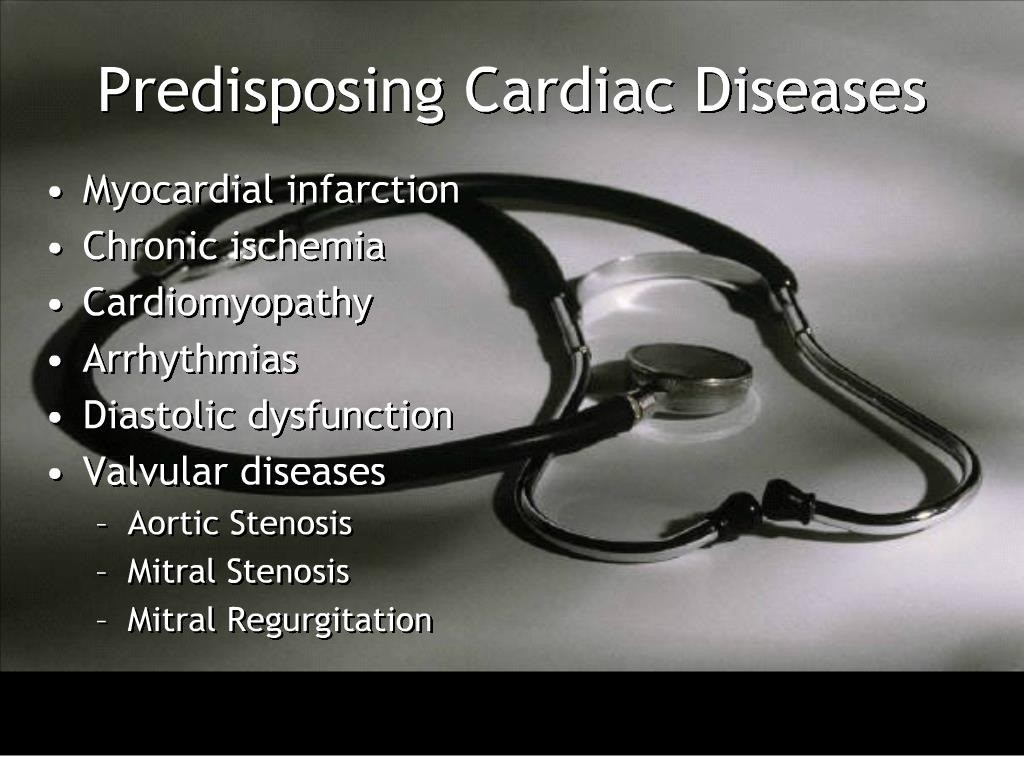 Predisposing Cardiac Diseases
• Myocardial infarction
• Chronic ischemia
• Cardiomyopathy
• Arrhythmias
• Diastolic dysfunction
• Valvular diseases
– Aortic Stenosis
– Mitral Stenosis
– Mitral Regurgitation